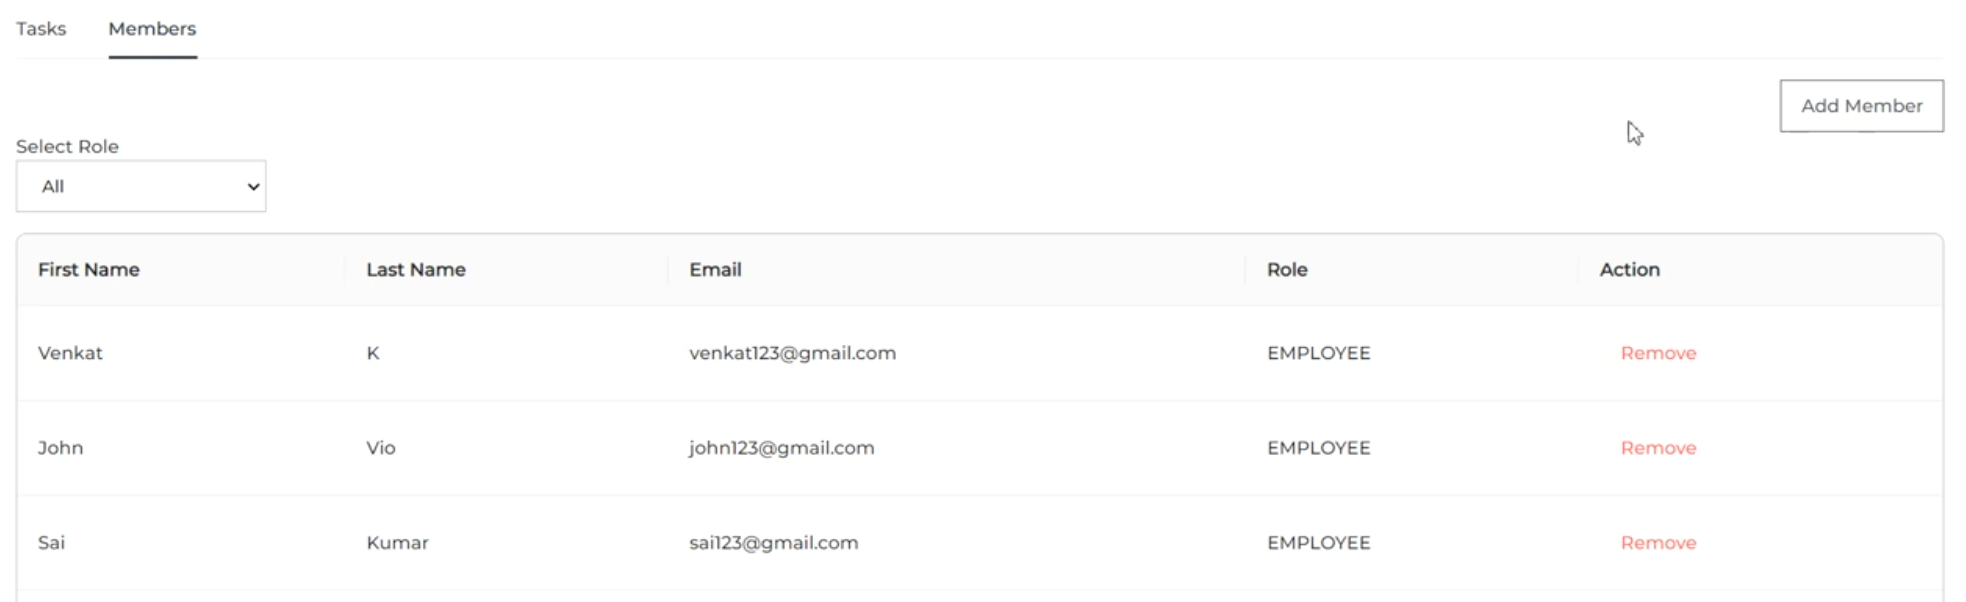 Tasks Members
Add Member
Select Role
All
First Name Last Name Email Role Action
Venkat K venkat123@gmail.com EMPLOYEE Remove
John Vio john123@gmail.com EMPLOYEE Remove
Sai Kumar sai123@gmail.com EMPLOYEE Remove